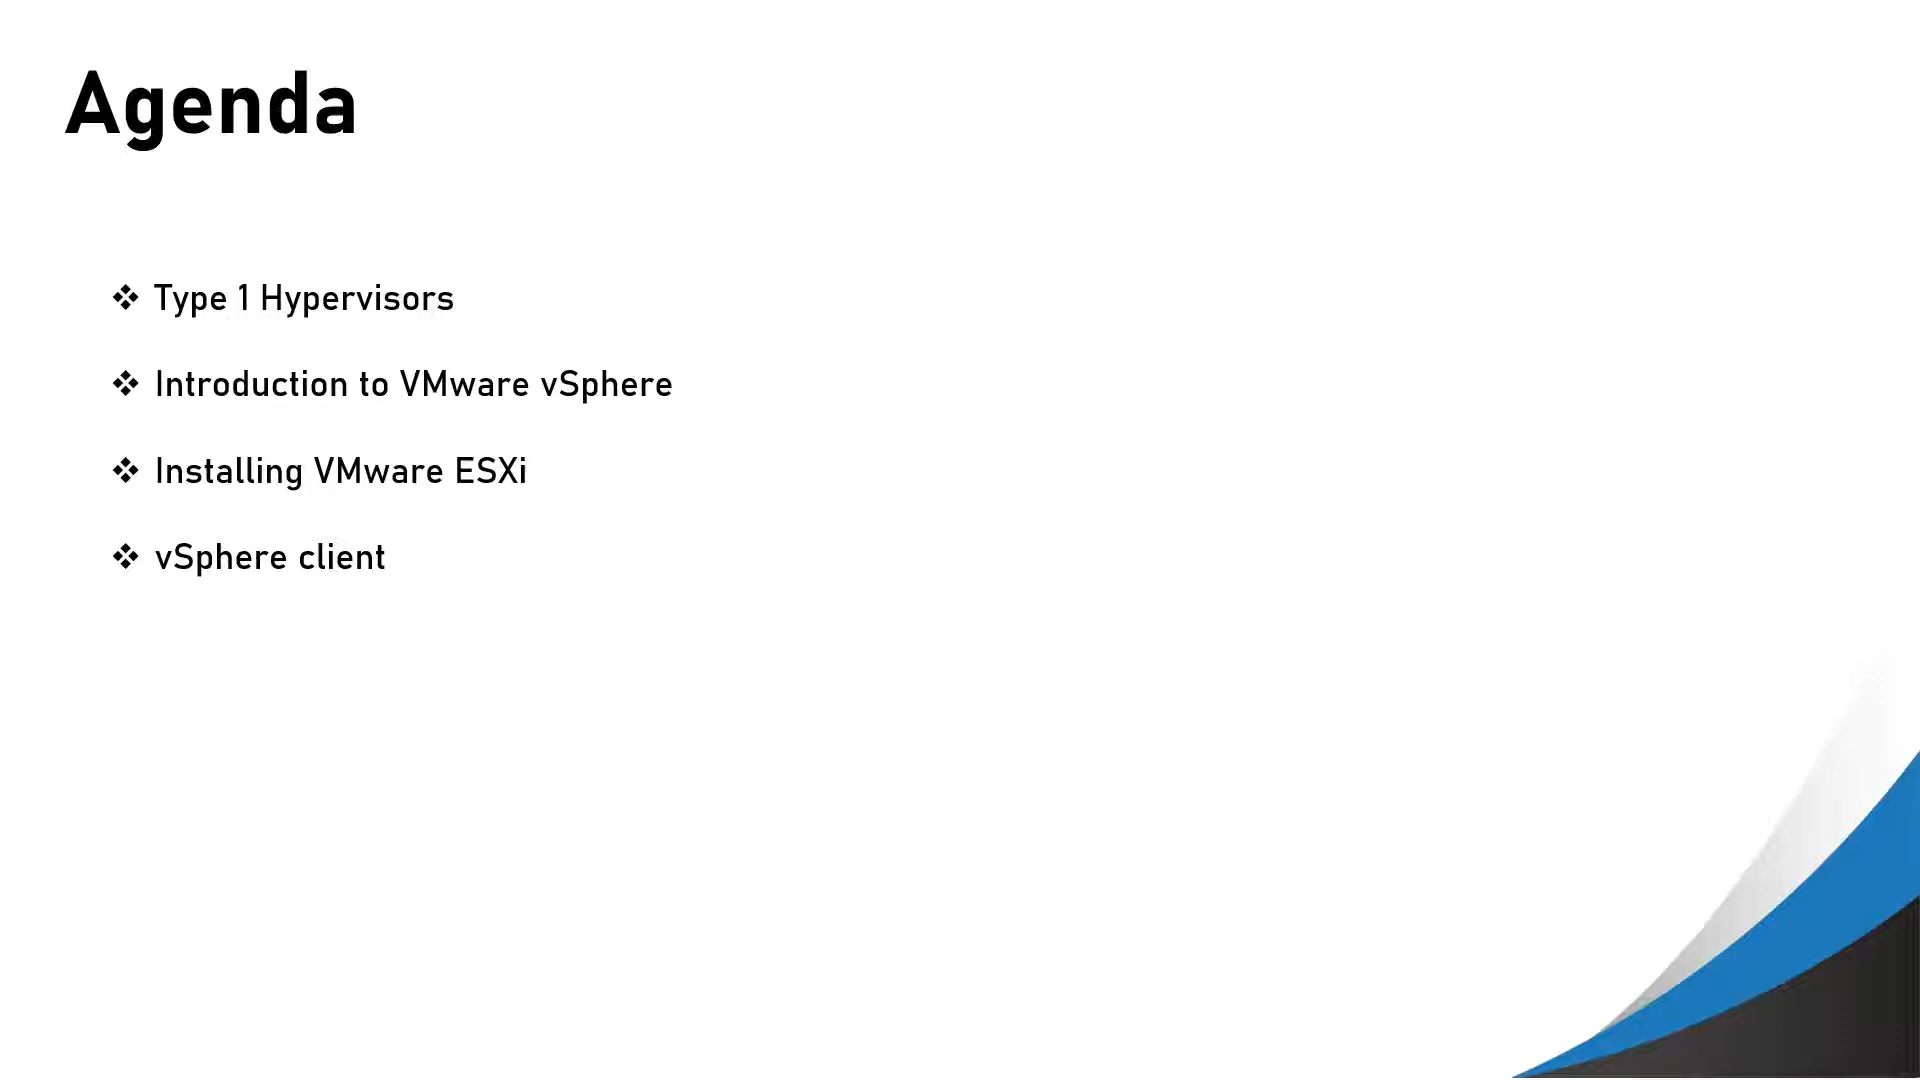 Agenda
❖ Type 1 Hypervisors
❖ Introduction to VMware vSphere
❖ Installing VMware ESXi
❖ vSphere client